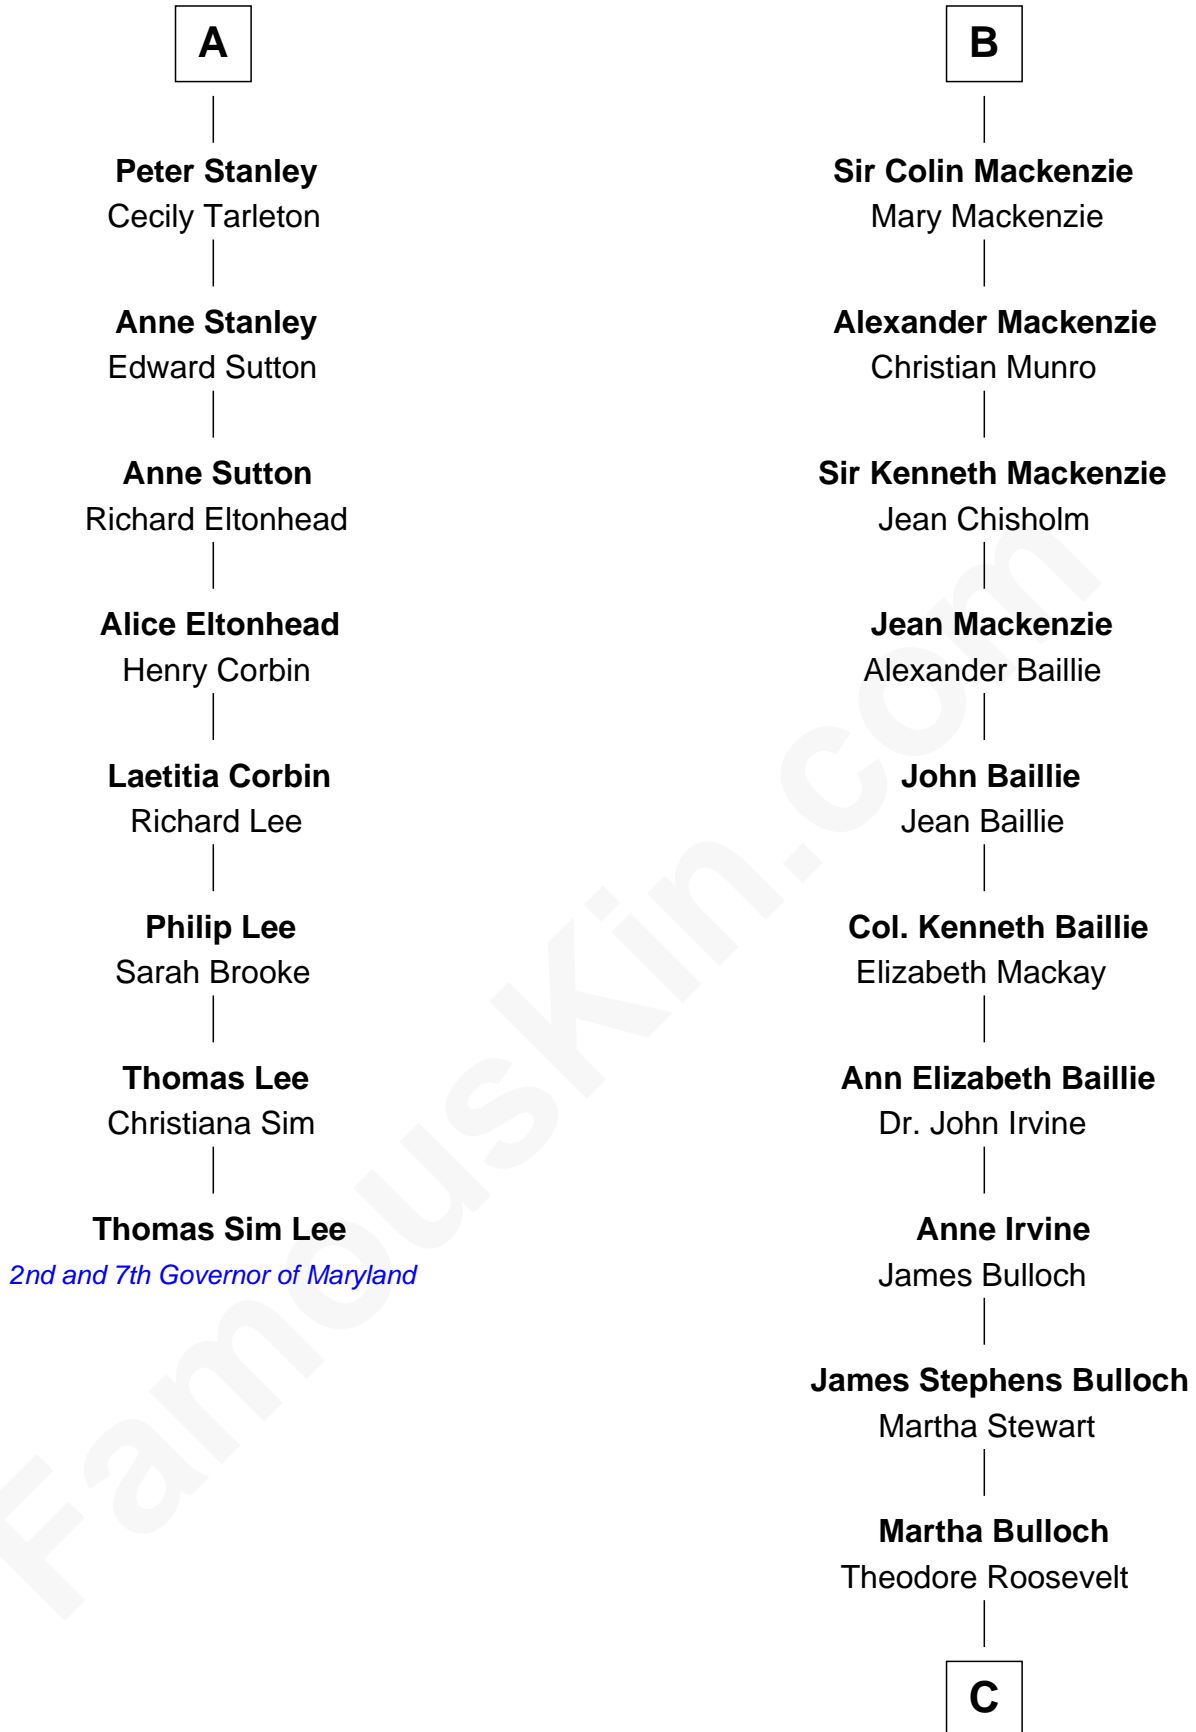 A
Peter Stanley
Cecily Tarleton
Anne Stanley
Edward Sutton
Anne Sutton
Richard Eltonhead
Alice Eltonhead
Henry Corbin
Laetitia Corbin
Richard Lee
Philip Lee
Sarah Brooke
Thomas Lee
Christiana Sim
Thomas Sim Lee
2nd and 7th Governor of Maryland
B
Sir Colin Mackenzie
Mary Mackenzie
Alexander Mackenzie
Christian Munro
Sir Kenneth Mackenzie
Jean Chisholm
Jean Mackenzie
Alexander Baillie
John Baillie
Jean Baillie
Col. Kenneth Baillie
Elizabeth Mackay
Ann Elizabeth Baillie
Dr. John Irvine
Anne Irvine
James Bulloch
James Stephens Bulloch
Martha Stewart
Martha Bulloch
Theodore Roosevelt
C
FamousKin.com